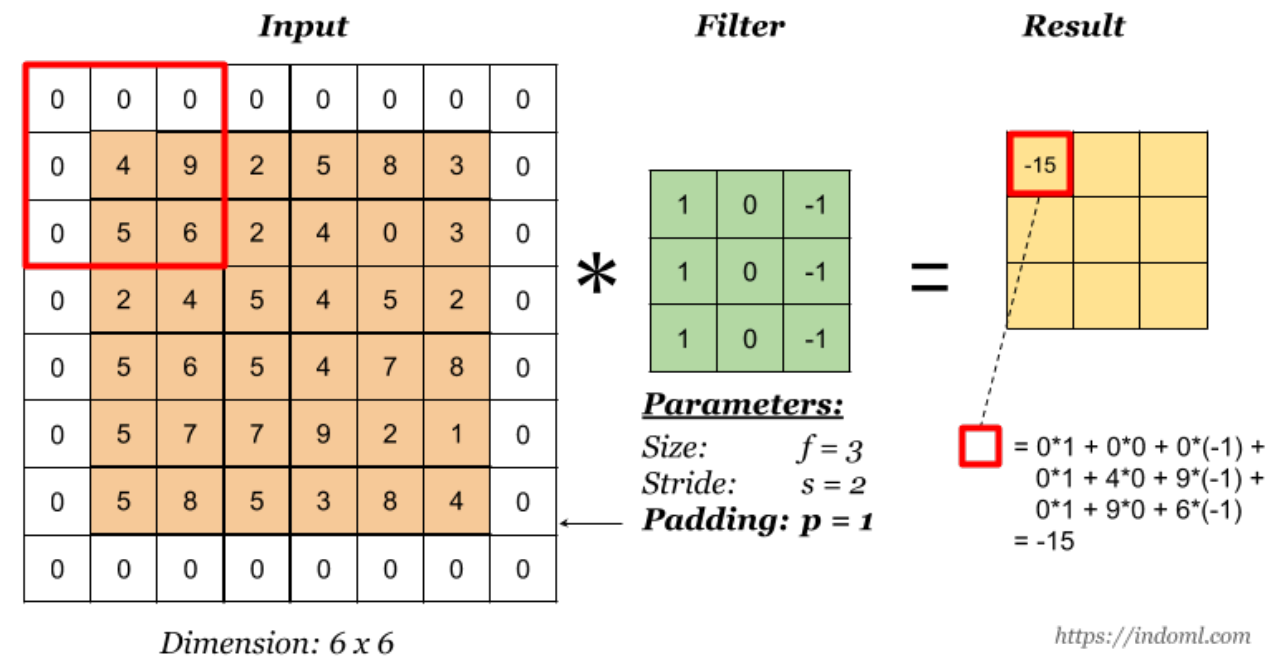 Input Filter Result
0 0 0 0 0 0 0 0
0 4 9 2 5 8 3 0
0 5 6 2 4 0 3 0
0 2 4 5 4 5 2 0
0 5 6 5 4 7 8 0
0 5 7 7 9 2 1 0
0 5 8 5 3 8 4 0
0 0 0 0 0 0 0 0
Dimension: 6 x 6
*
1 0 -1
1 0 -1
1 0 -1
Parameters:
Size: f = 3
Stride: s = 2
Padding: p = 1
=
-15
= 0*1 + 0*0 + 0*(-1) +
0*1 + 4*0 + 9*(-1) +
0*1 + 9*0 + 6*(-1)
= -15
https://indoml.com